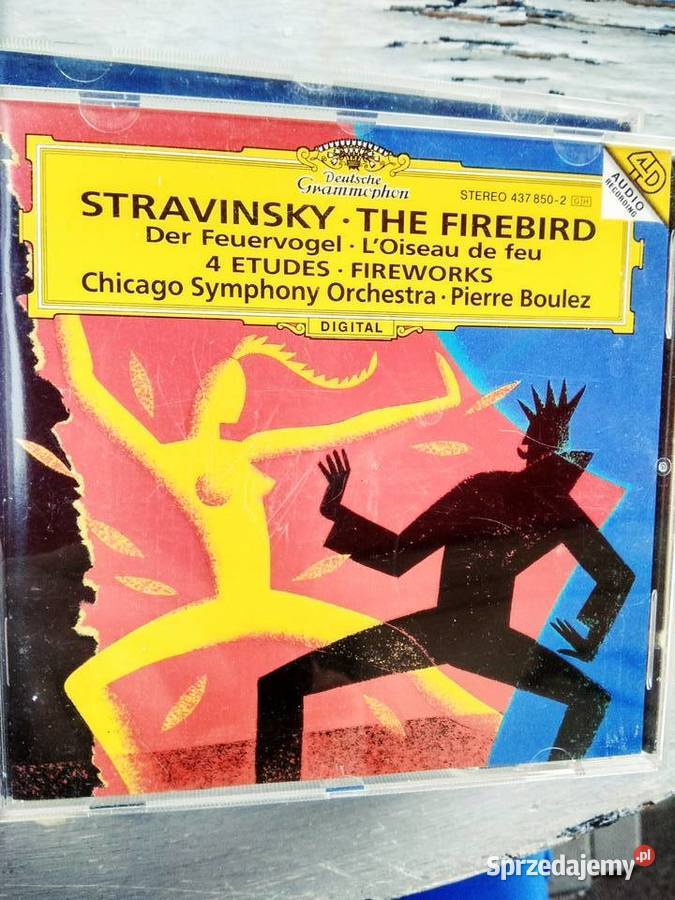 Deutsche
Grammophon
STEREO 437 850-2 GH
4D
AUDIO
RECORDING
STRAVINSKY · THE FIREBIRD
Der Feuervogel · L'Oiseau de feu
4 ETUDES · FIREWORKS
Chicago Symphony Orchestra · Pierre Boulez
DIGITAL
Sprzedajemy.pl